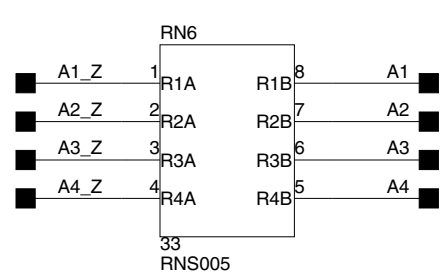 RN6
A1_Z 1 R1A R1B 8 A1
A2_Z 2 R2A R2B 7 A2
A3_Z 3 R3A R3B 6 A3
A4_Z 4 R4A R4B 5 A4
33
RNS005